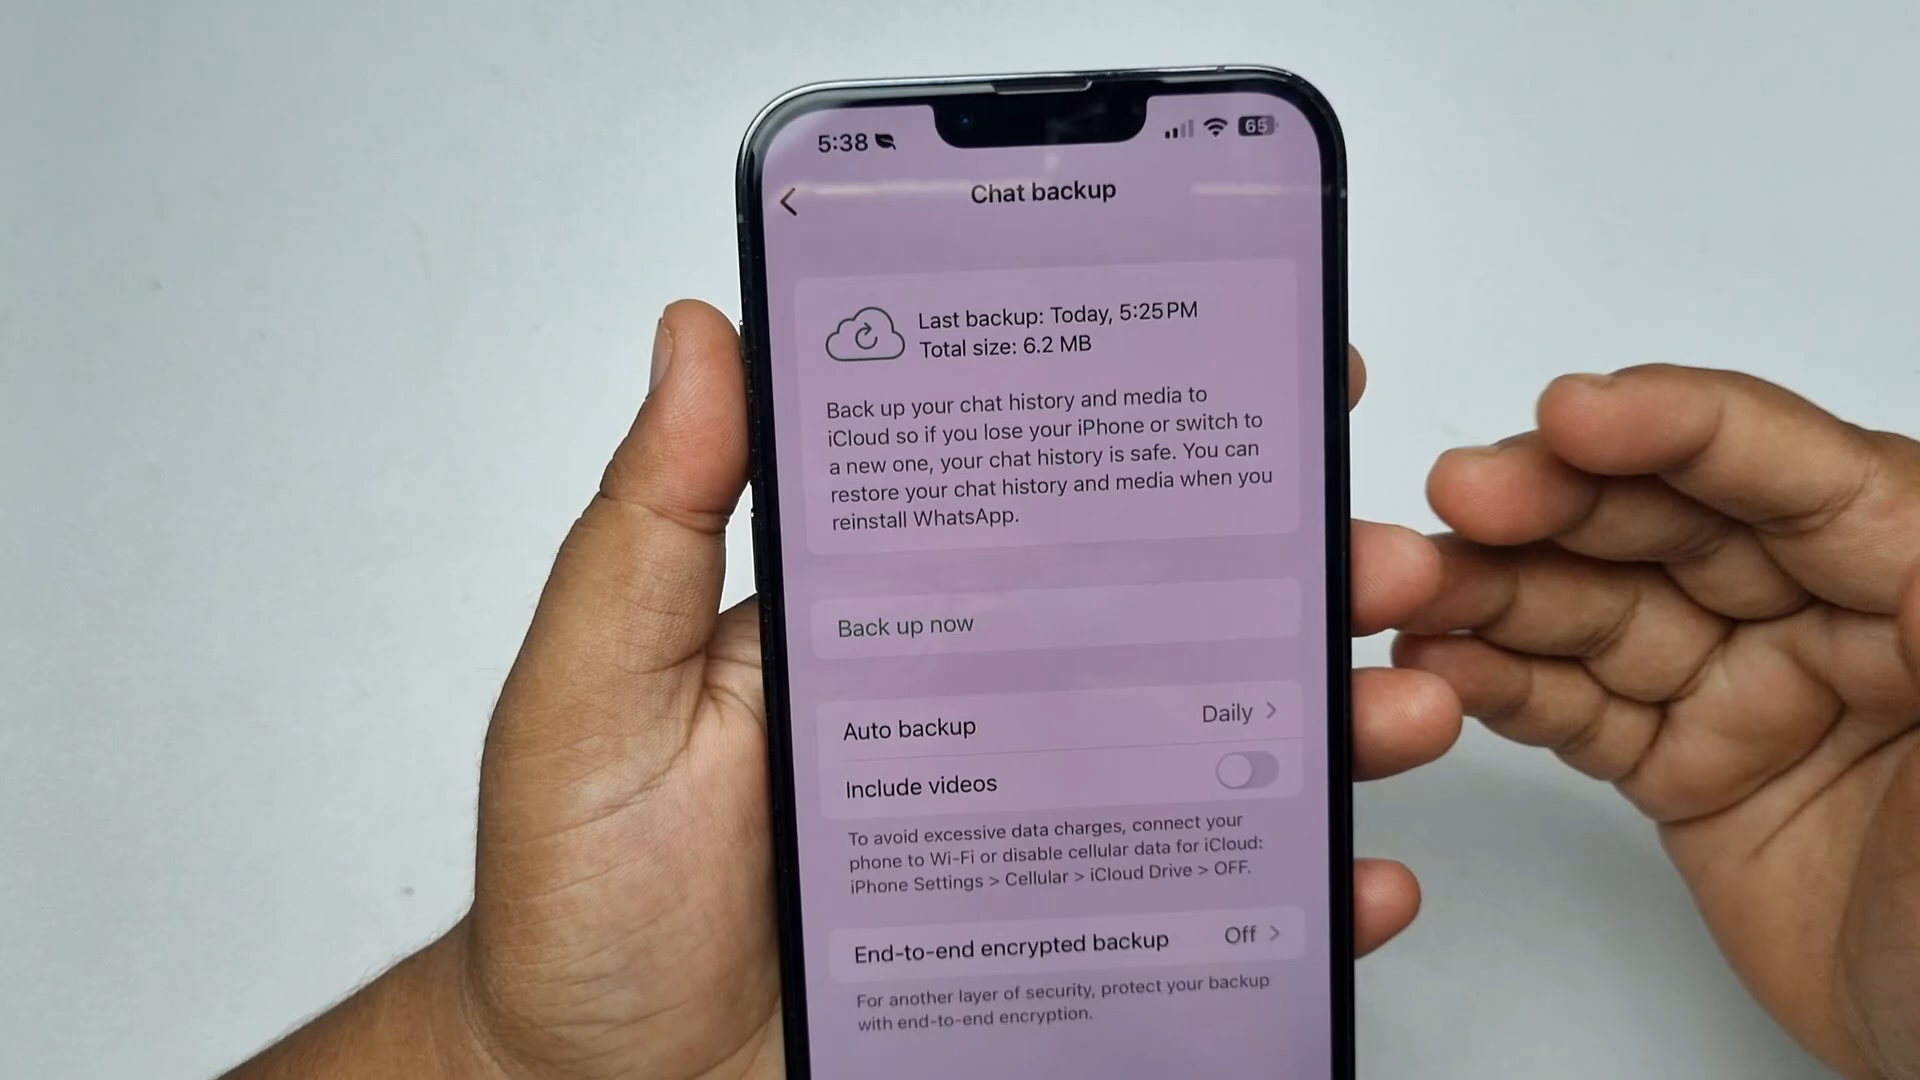 5:38
65
Chat backup
Last backup: Today, 5:25 PM
Total size: 6.2 MB
Back up your chat history and media to
iCloud so if you lose your iPhone or switch to
a new one, your chat history is safe. You can
restore your chat history and media when you
reinstall WhatsApp.
Back up now
Auto backup Daily
Include videos
To avoid excessive data charges, connect your
phone to Wi-Fi or disable cellular data for iCloud:
iPhone Settings > Cellular > iCloud Drive > OFF.
End-to-end encrypted backup Off
For another layer of security, protect your backup
with end-to-end encryption.